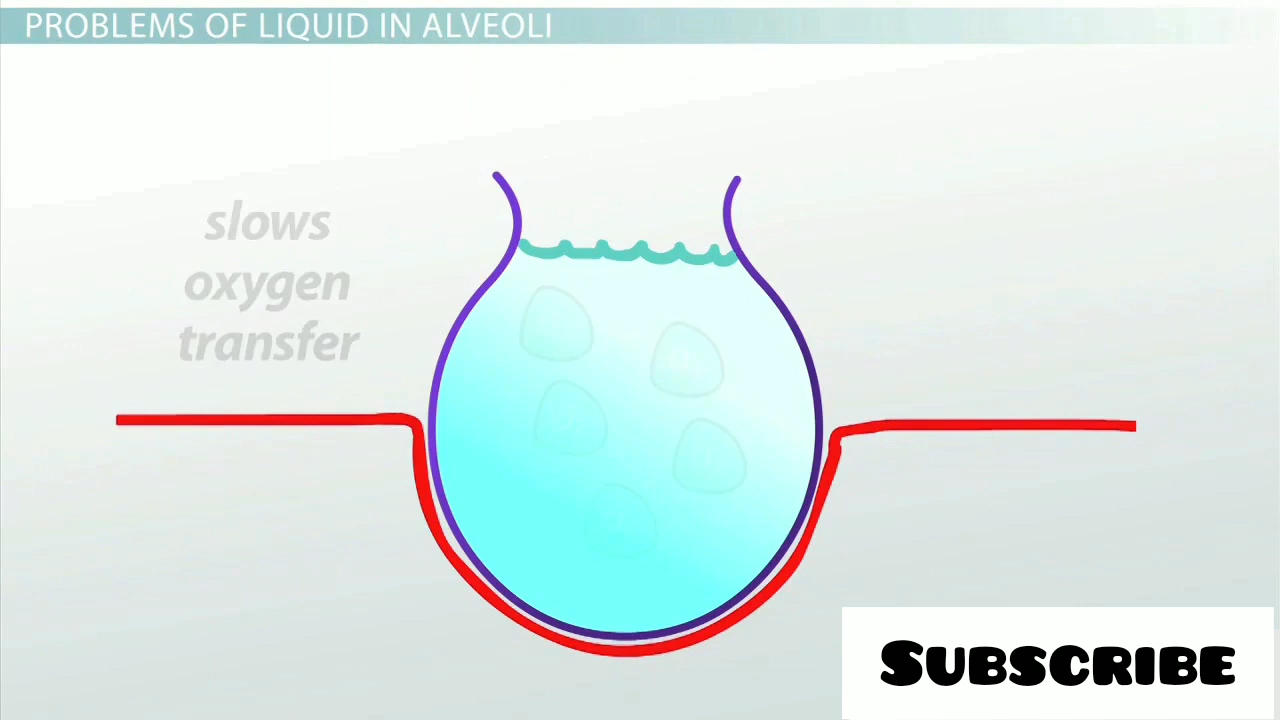 PROBLEMS OF LIQUID IN ALVEOLI
slows
oxygen
transfer
SUBSCRIBE